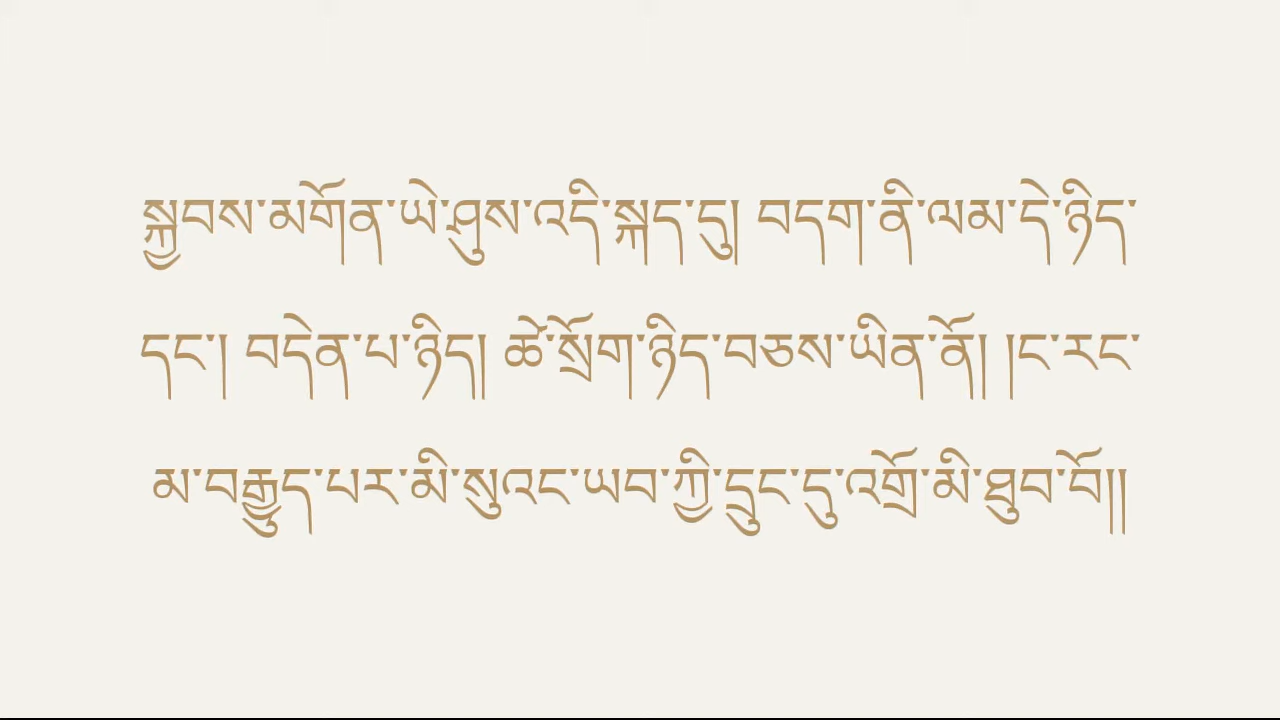 སྐྱབས་མགོན་ཡེ་ཤུས་འདི་སྐད་དུ། བདག་ནི་ལམ་དེ་ཉིད་
དང་། བདེན་པ་ཉིད། ཚེ་སྲོག་ཉིད་བཅས་ཡིན་ནོ། །ང་རང་
མ་བརྒྱུད་པར་མི་སུའང་ཡབ་ཀྱི་དྲུང་དུ་འགྲོ་མི་ཐུབ་བོ།།